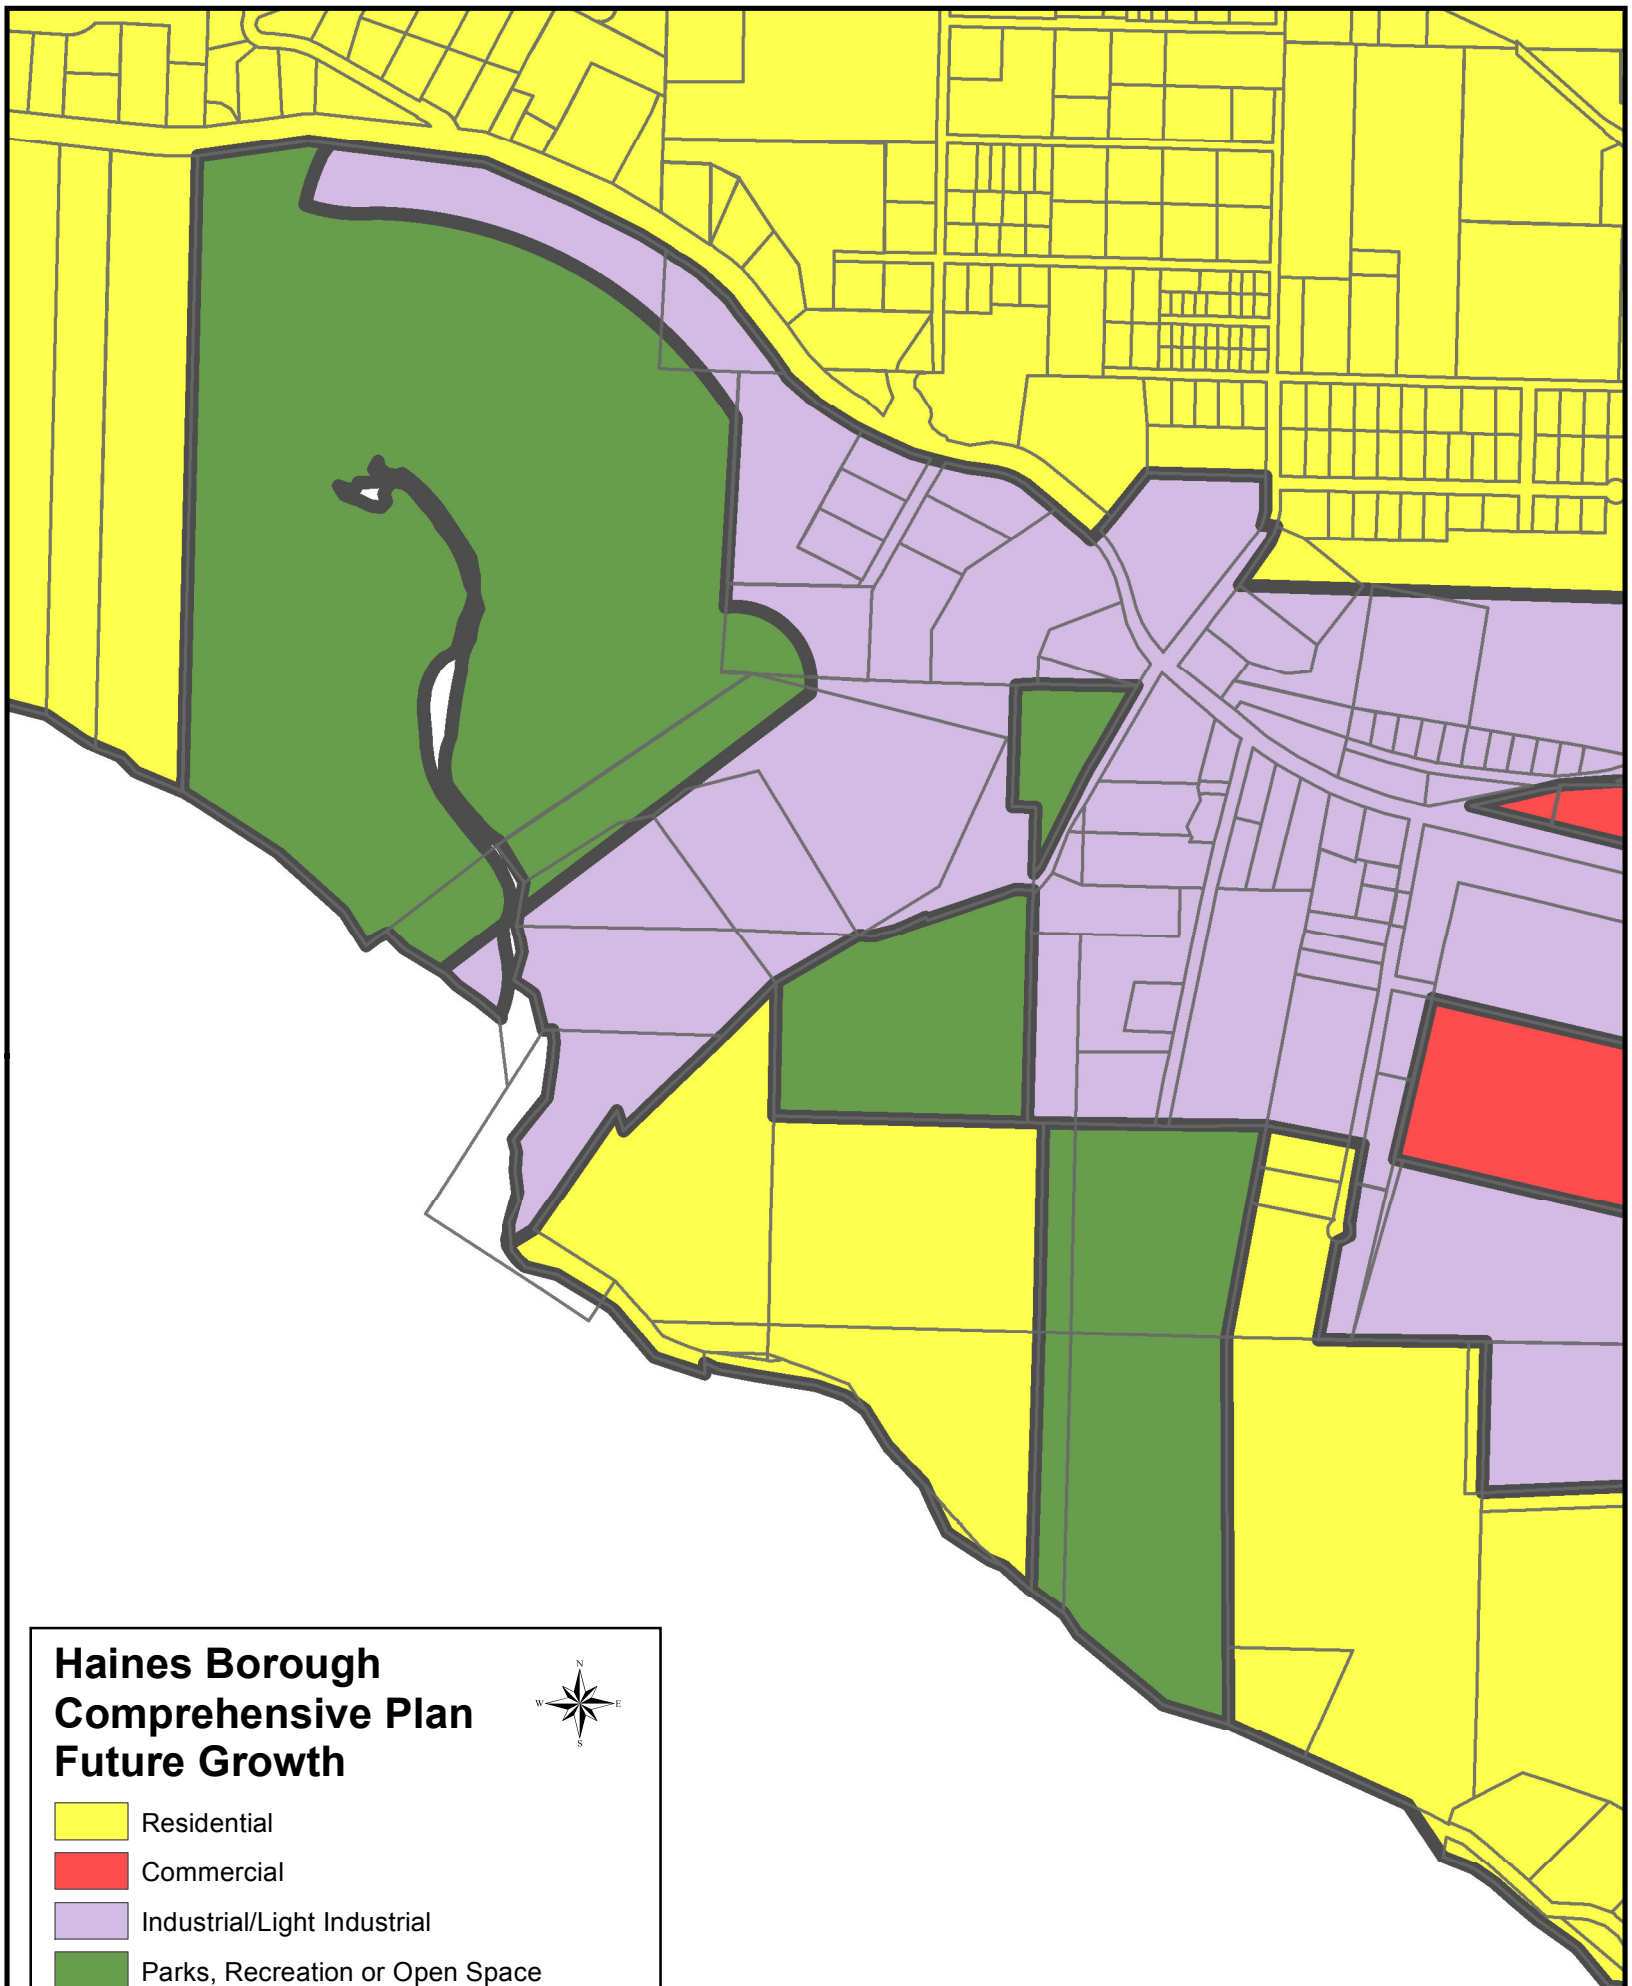 Haines Borough
Comprehensive Plan
Future Growth
N
W E
S
Residential
Commercial
Industrial/Light Industrial
Parks, Recreation or Open Space